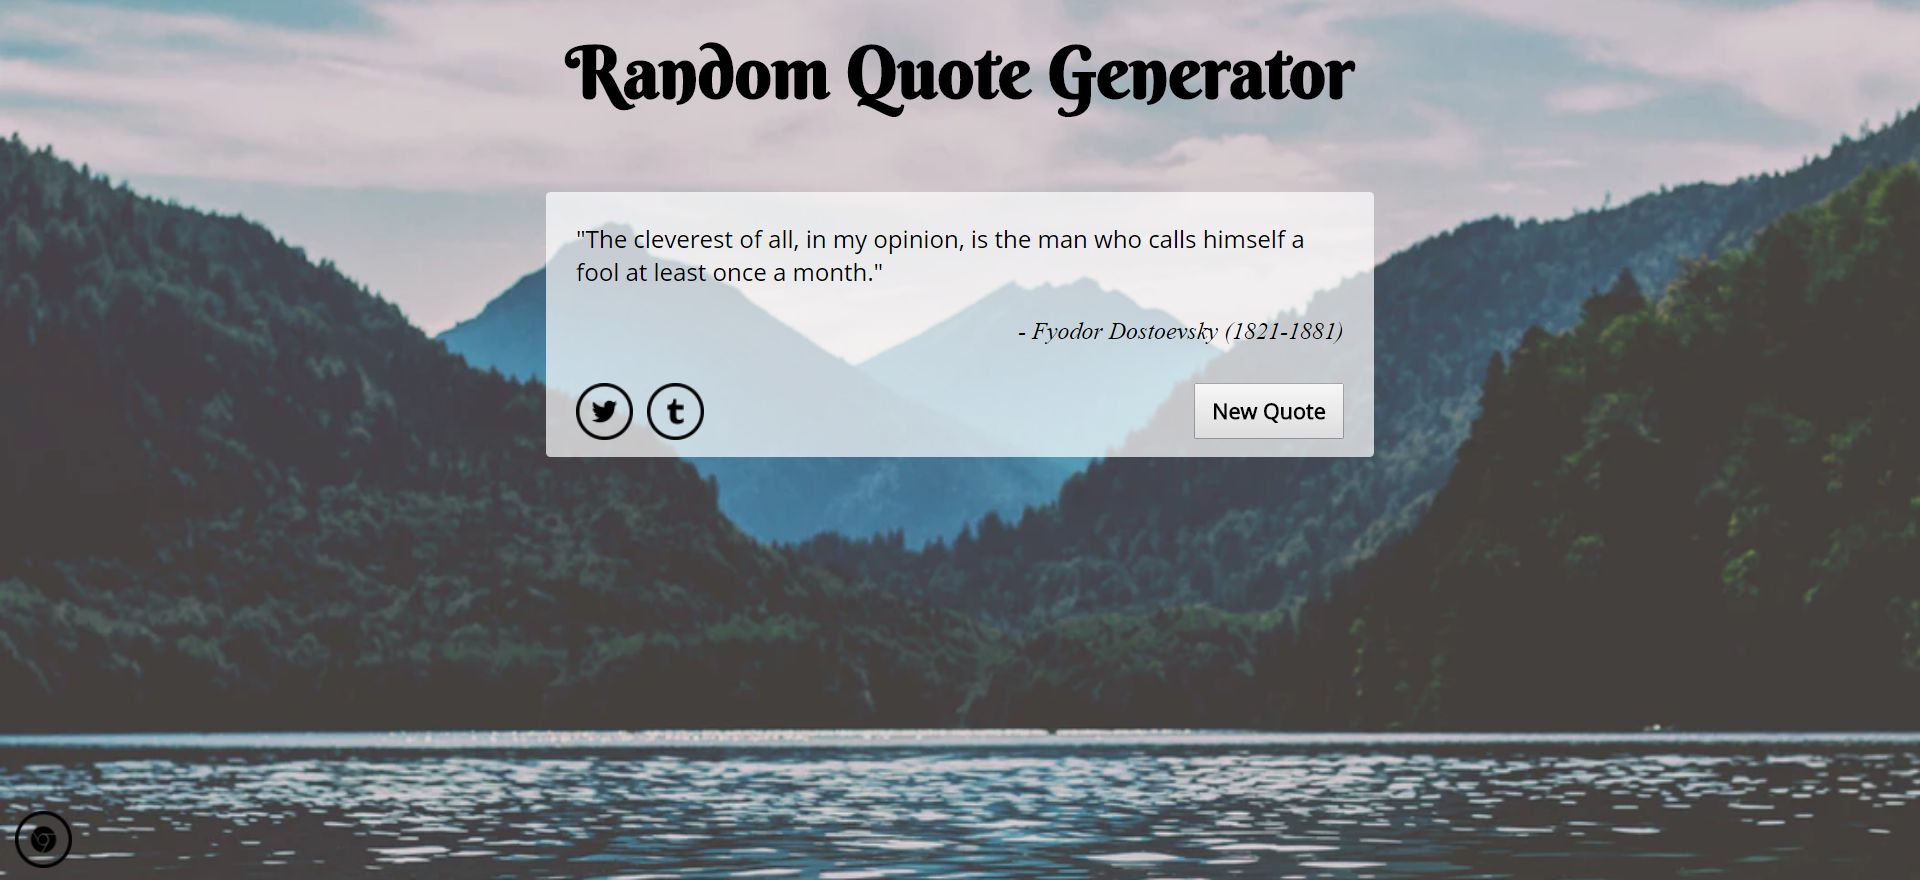 Random Quote Generator
"The cleverest of all, in my opinion, is the man who calls himself a
fool at least once a month."
- Fyodor Dostoevsky (1821-1881)
New Quote